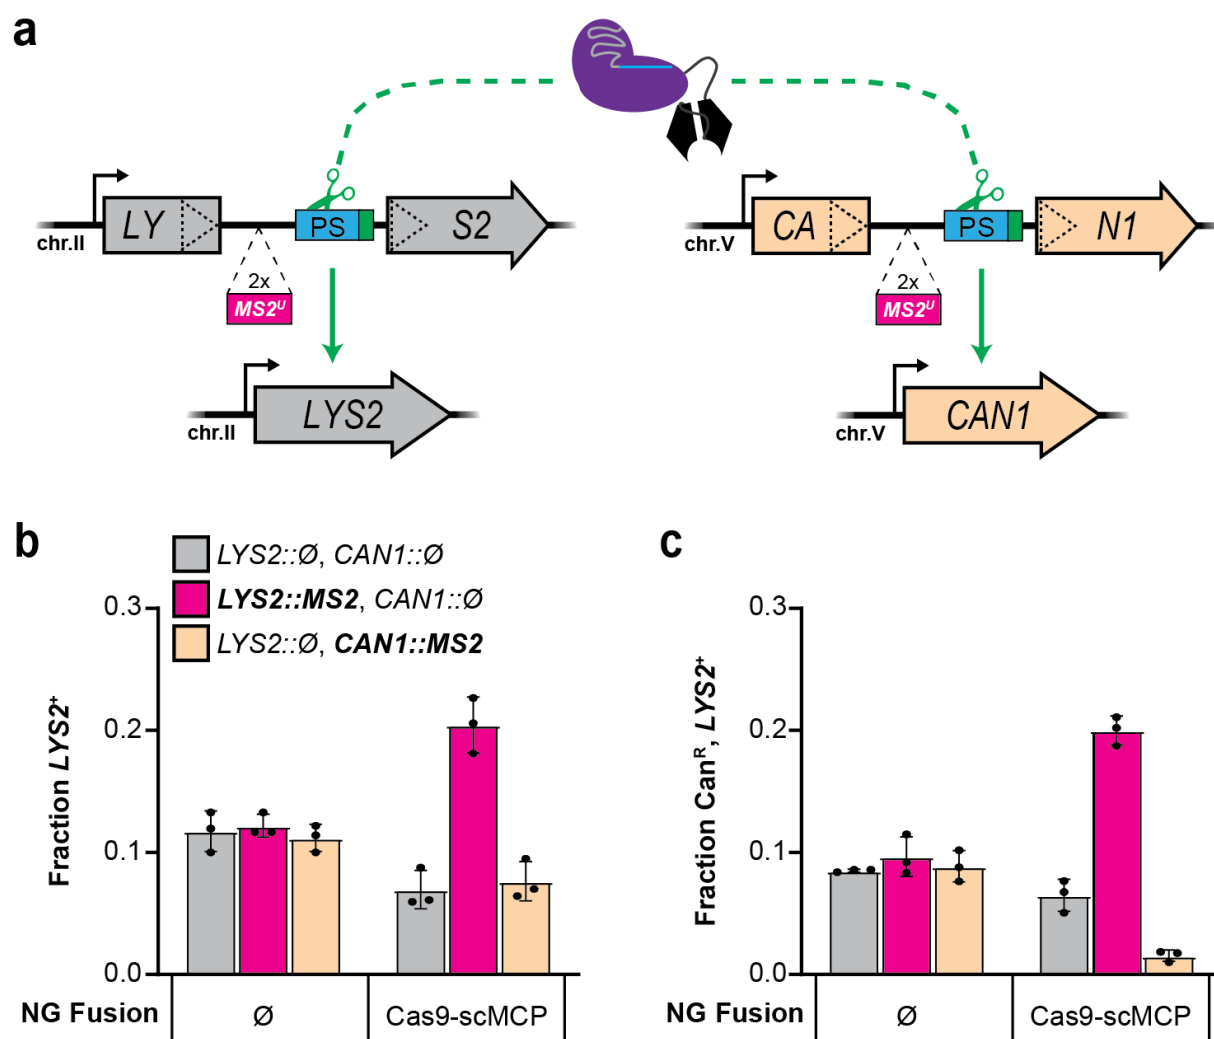 a
LY PS S2
chr.II
2x
MS2ᵁ
LYS2
chr.II
CA PS N1
chr.V
2x
MS2ᵁ
CAN1
chr.V
b
LYS2::Ø, CAN1::Ø
LYS2::MS2, CAN1::Ø
LYS2::Ø, CAN1::MS2
Fraction LYS2⁺
0.3
0.2
0.1
0.0
NG Fusion Ø Cas9-scMCP
c
Fraction Canᴿ, LYS2⁺
0.3
0.2
0.1
0.0
NG Fusion Ø Cas9-scMCP